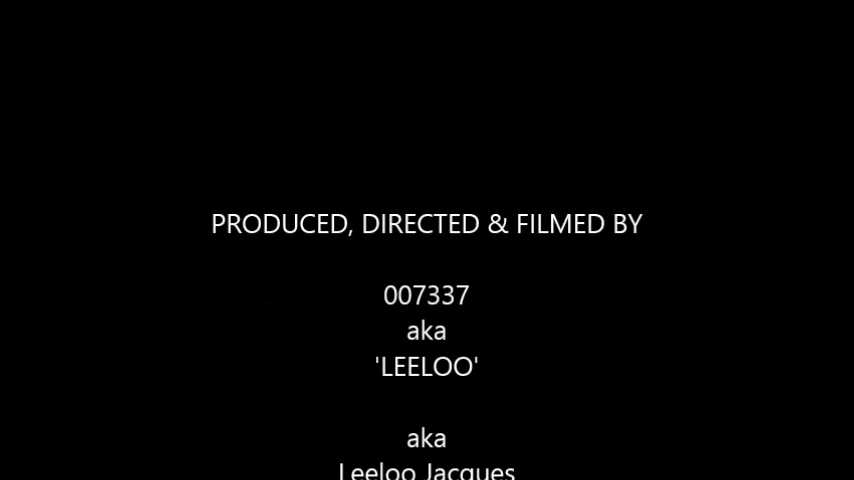 PRODUCED, DIRECTED & FILMED BY
007337
aka
'LEELOO'
aka
Leeloo Jacques